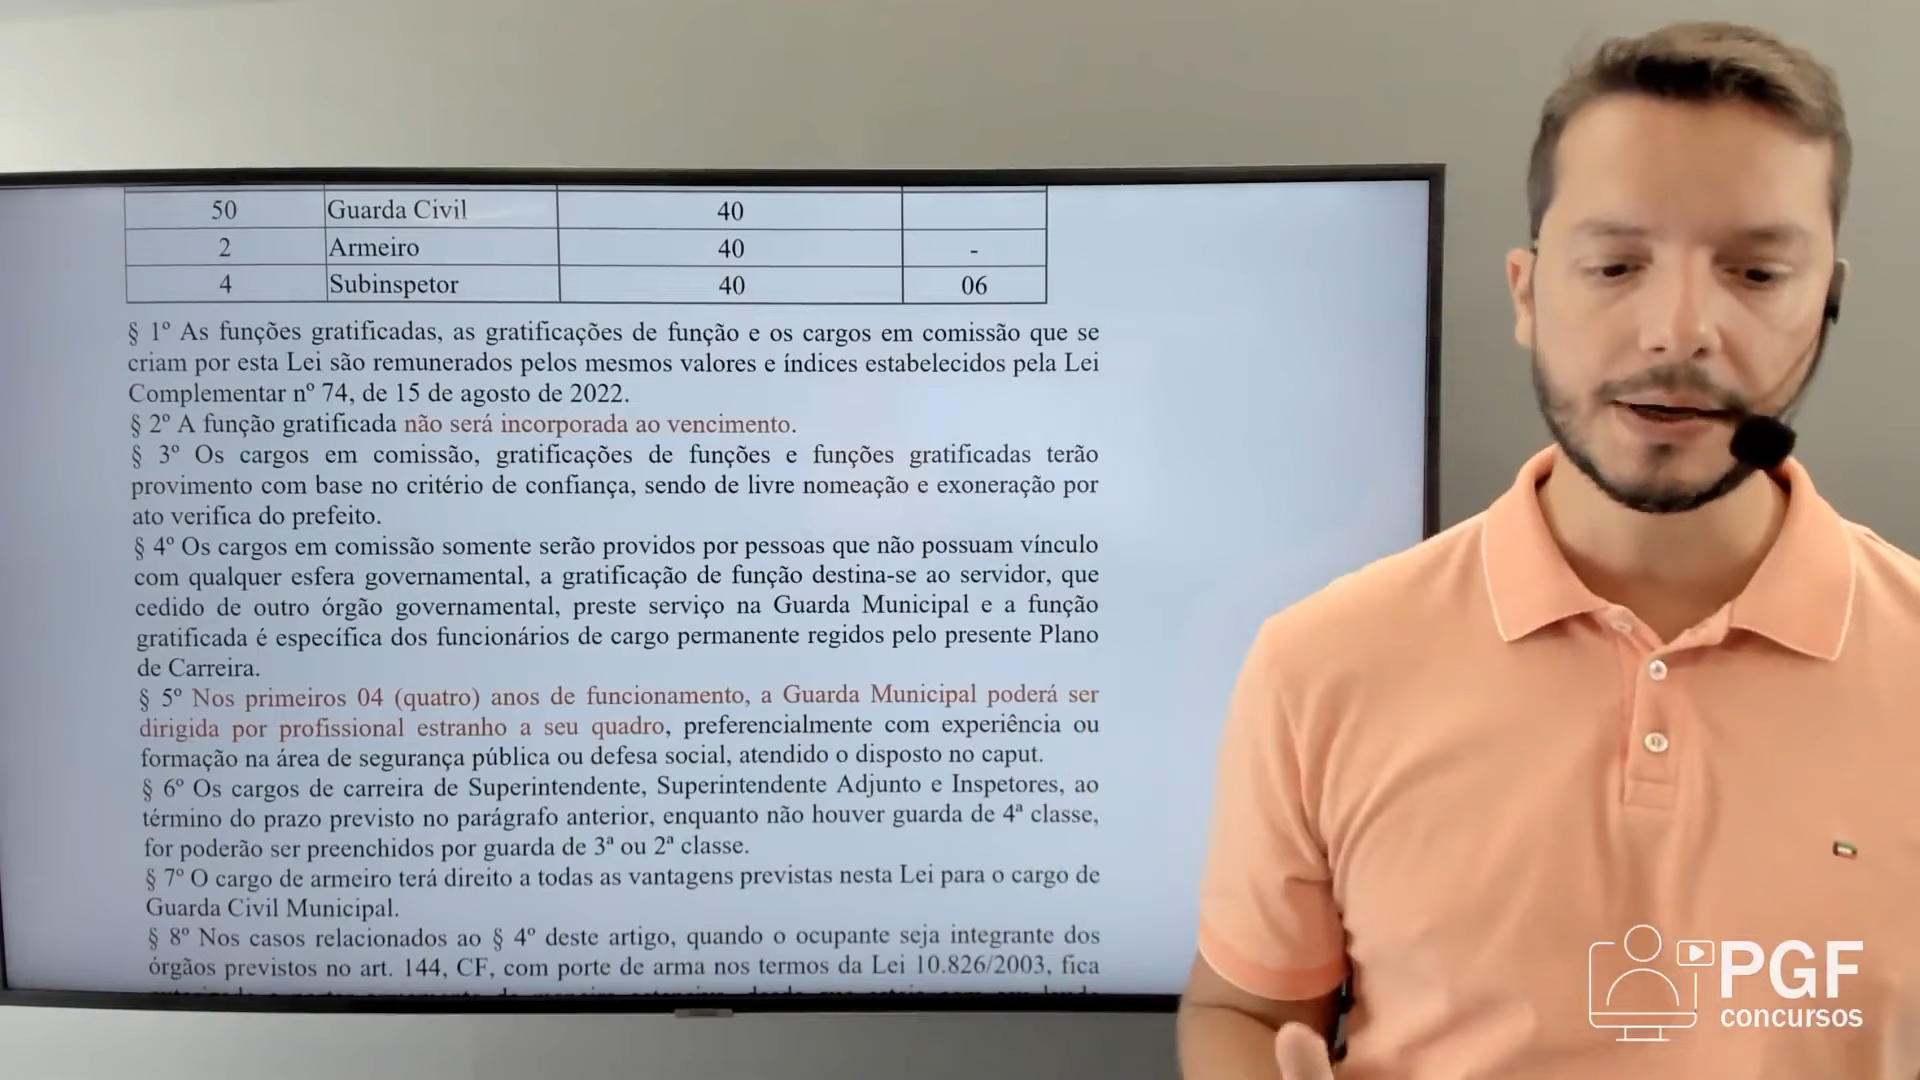 50 Guarda Civil 40
2 Armeiro 40 -
4 Subinspetor 40 06
§ 1º As funções gratificadas, as gratificações de função e os cargos em comissão que se
criam por esta Lei são remunerados pelos mesmos valores e índices estabelecidos pela Lei
Complementar nº 74, de 15 de agosto de 2022.
§ 2º A função gratificada não será incorporada ao vencimento.
§ 3º Os cargos em comissão, gratificações de funções e funções gratificadas terão
provimento com base no critério de confiança, sendo de livre nomeação e exoneração por
ato verifica do prefeito.
§ 4º Os cargos em comissão somente serão providos por pessoas que não possuam vínculo
com qualquer esfera governamental, a gratificação de função destina-se ao servidor, que
cedido de outro órgão governamental, preste serviço na Guarda Municipal e a função
gratificada é específica dos funcionários de cargo permanente regidos pelo presente Plano
de Carreira.
§ 5º Nos primeiros 04 (quatro) anos de funcionamento, a Guarda Municipal poderá ser
dirigida por profissional estranho a seu quadro, preferencialmente com experiência ou
formação na área de segurança pública ou defesa social, atendido o disposto no caput.
§ 6º Os cargos de carreira de Superintendente, Superintendente Adjunto e Inspetores, ao
término do prazo previsto no parágrafo anterior, enquanto não houver guarda de 4ª classe,
for poderão ser preenchidos por guarda de 3ª ou 2ª classe.
§ 7º O cargo de armeiro terá direito a todas as vantagens previstas nesta Lei para o cargo de
Guarda Civil Municipal.
§ 8º Nos casos relacionados ao § 4º deste artigo, quando o ocupante seja integrante dos
órgãos previstos no art. 144, CF, com porte de arma nos termos da Lei 10.826/2003, fica
PGF
concursos